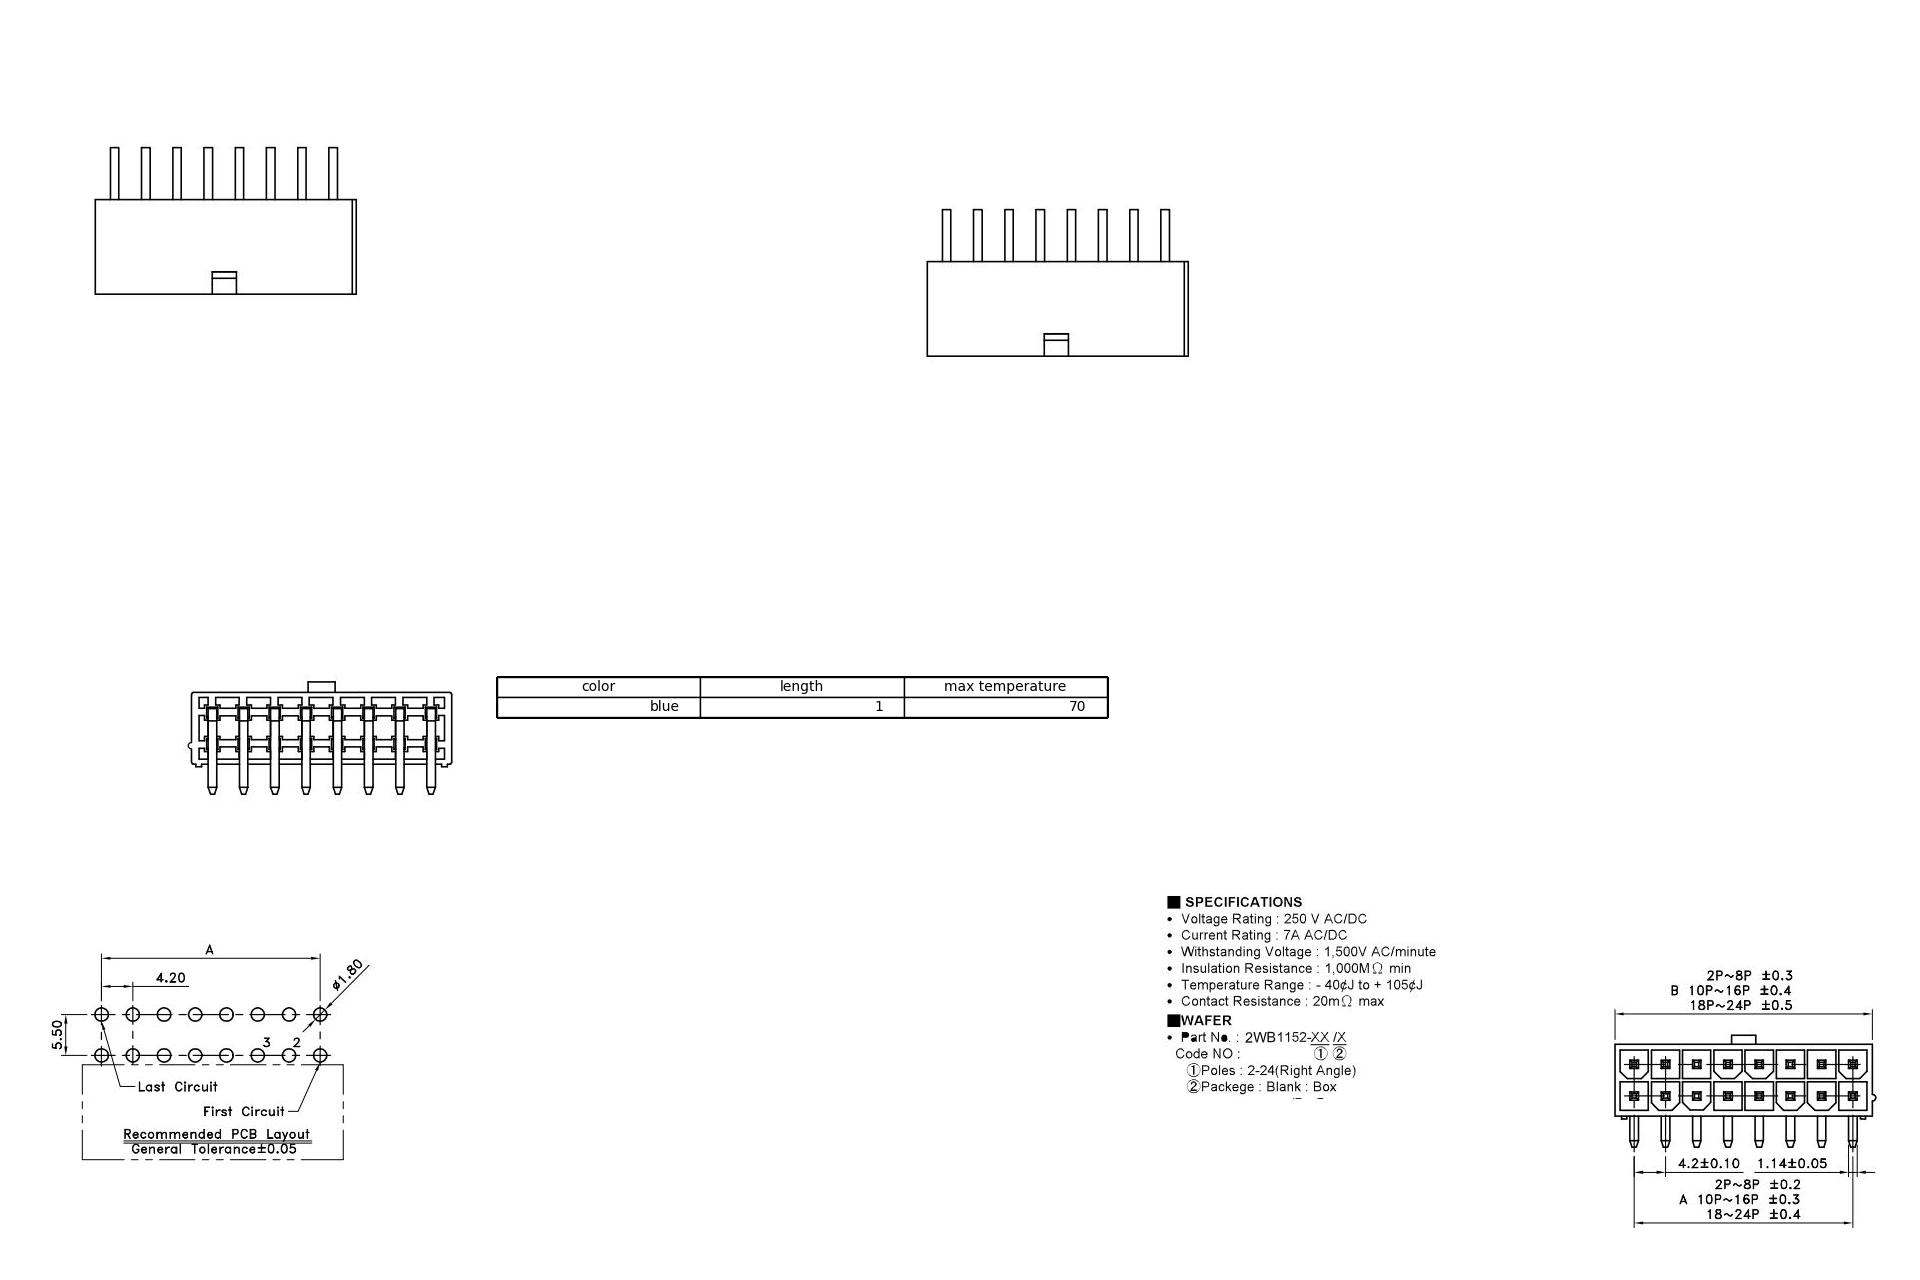 color length max temperature
blue 1 70
A
4.20
ø1.80
5.50
3 2
Last Circuit
First Circuit
Recommended PCB Layout
General Tolerance±0.05
■ SPECIFICATIONS
• Voltage Rating : 250 V AC/DC
• Current Rating : 7A AC/DC
• Withstanding Voltage : 1,500V AC/minute
• Insulation Resistance : 1,000MΩ min
• Temperature Range : - 40¢J to + 105¢J
• Contact Resistance : 20mΩ max
■WAFER
• Part No. : 2WB1152-XX /X
Code NO : ① ②
①Poles : 2-24(Right Angle)
②Packege : Blank : Box
2P~8P ±0.3
B 10P~16P ±0.4
18P~24P ±0.5
4.2±0.10 1.14±0.05
2P~8P ±0.2
A 10P~16P ±0.3
18~24P ±0.4